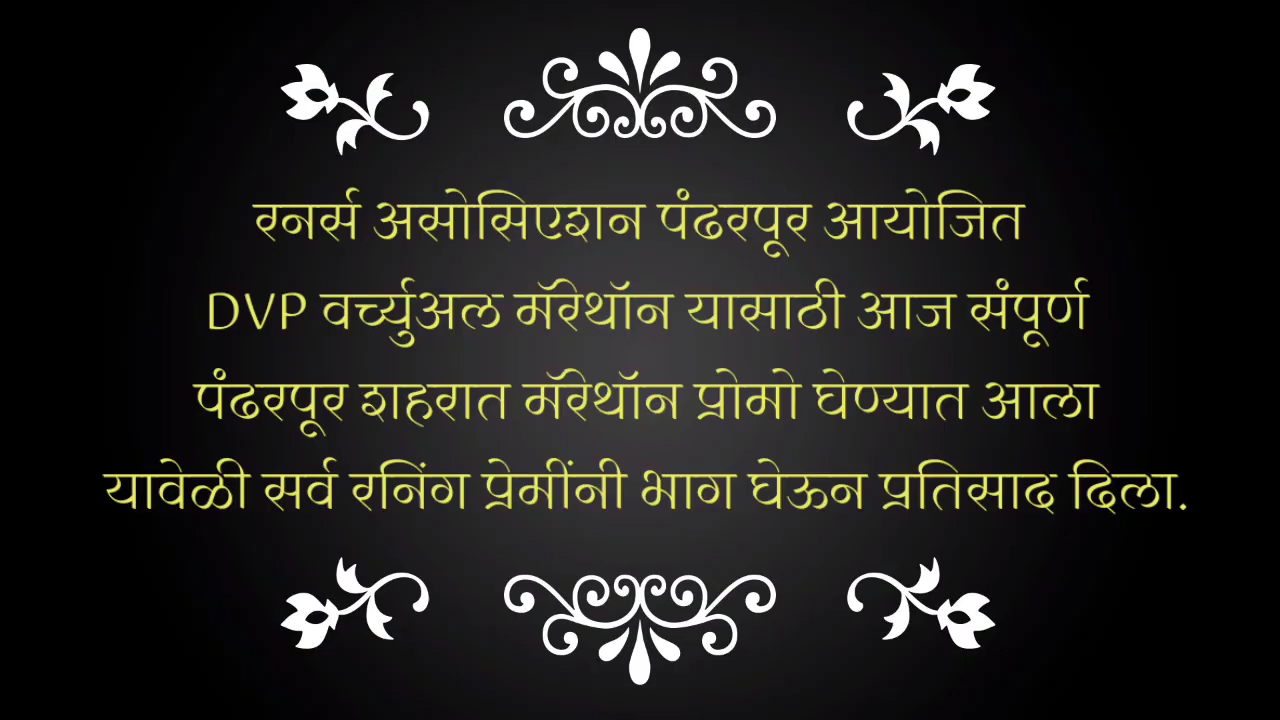 रनर्स असोसिएशन पंढरपूर आयोजित
DVP वर्च्युअल मॅरेथॉन यासाठी आज संपूर्ण
पंढरपूर शहरात मॅरेथॉन प्रोमो घेण्यात आला
यावेळी सर्व रनिंग प्रेमींनी भाग घेऊन प्रतिसाद दिला.